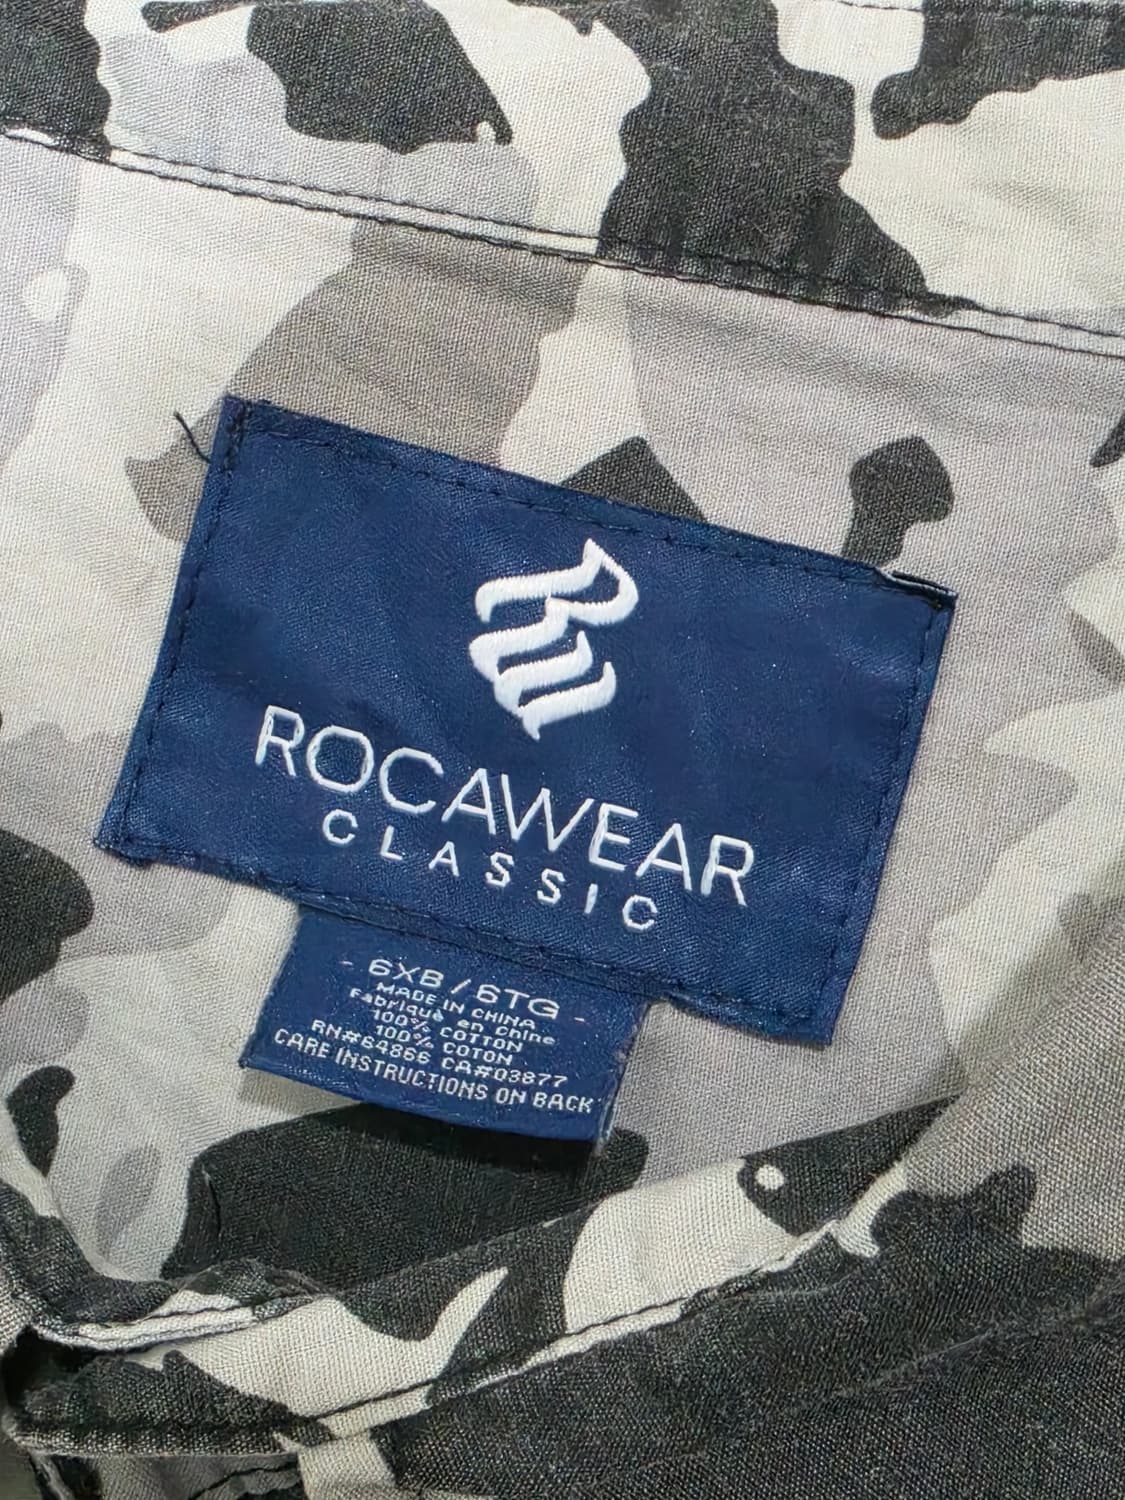 ROCAWEAR
CLASSIC
- 6XB / 6TG -
MADE IN CHINA
Fabriqué en chine
100% COTTON
100% COTON
RN#64866 CA#03877
CARE INSTRUCTIONS ON BACK